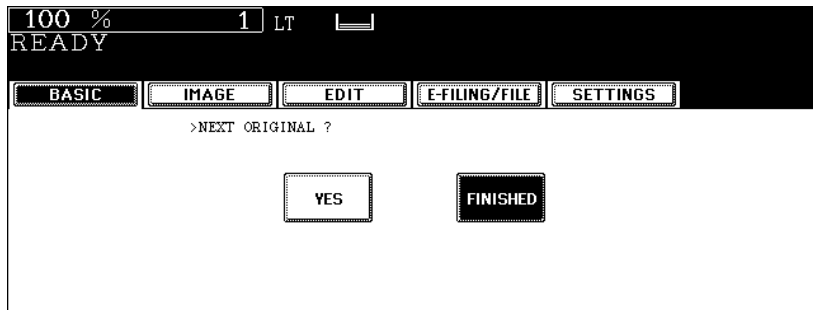 100 % 1 LT
READY
BASIC IMAGE EDIT E-FILING/FILE SETTINGS
>NEXT ORIGINAL ?
YES FINISHED